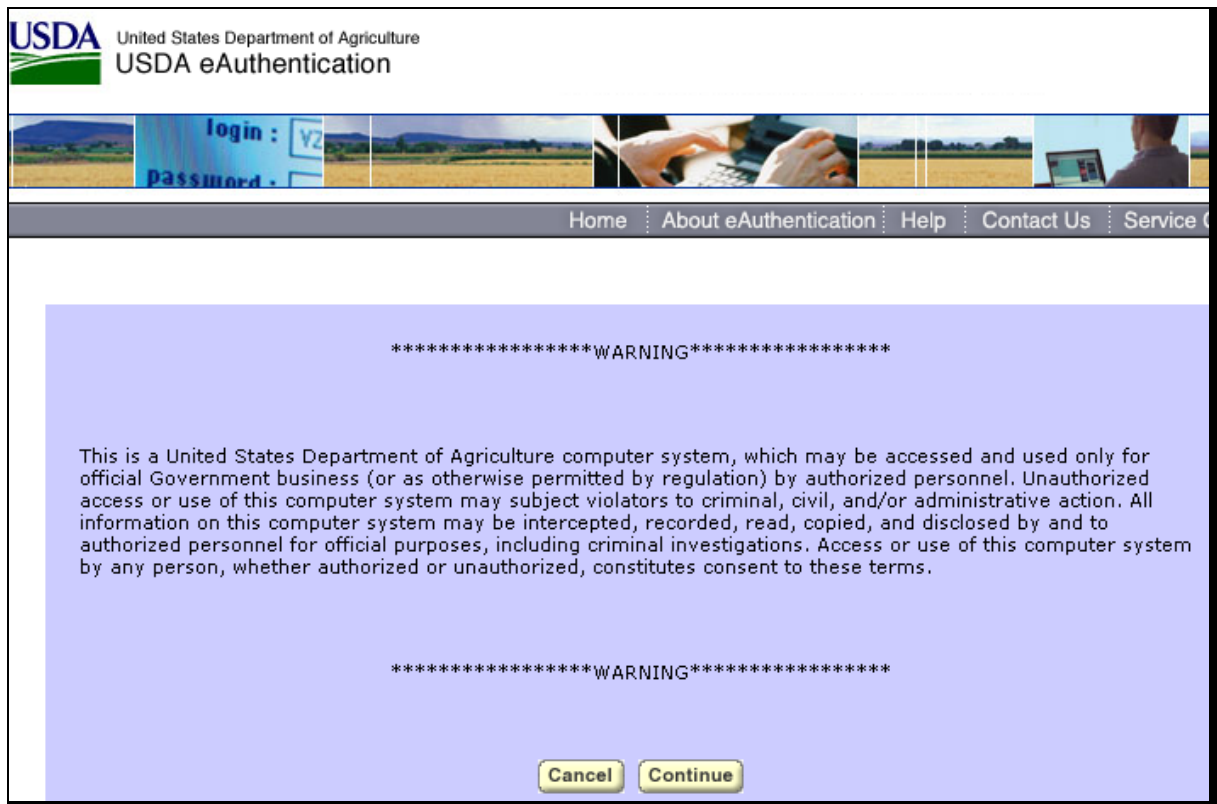 USDA
United States Department of Agriculture
USDA eAuthentication
login :
password :
Home About eAuthentication Help Contact Us Service
*****************WARNING*****************
This is a United States Department of Agriculture computer system, which may be accessed and used only for
official Government business (or as otherwise permitted by regulation) by authorized personnel. Unauthorized
access or use of this computer system may subject violators to criminal, civil, and/or administrative action. All
information on this computer system may be intercepted, recorded, read, copied, and disclosed by and to
authorized personnel for official purposes, including criminal investigations. Access or use of this computer system
by any person, whether authorized or unauthorized, constitutes consent to these terms.
*****************WARNING*****************
Cancel Continue